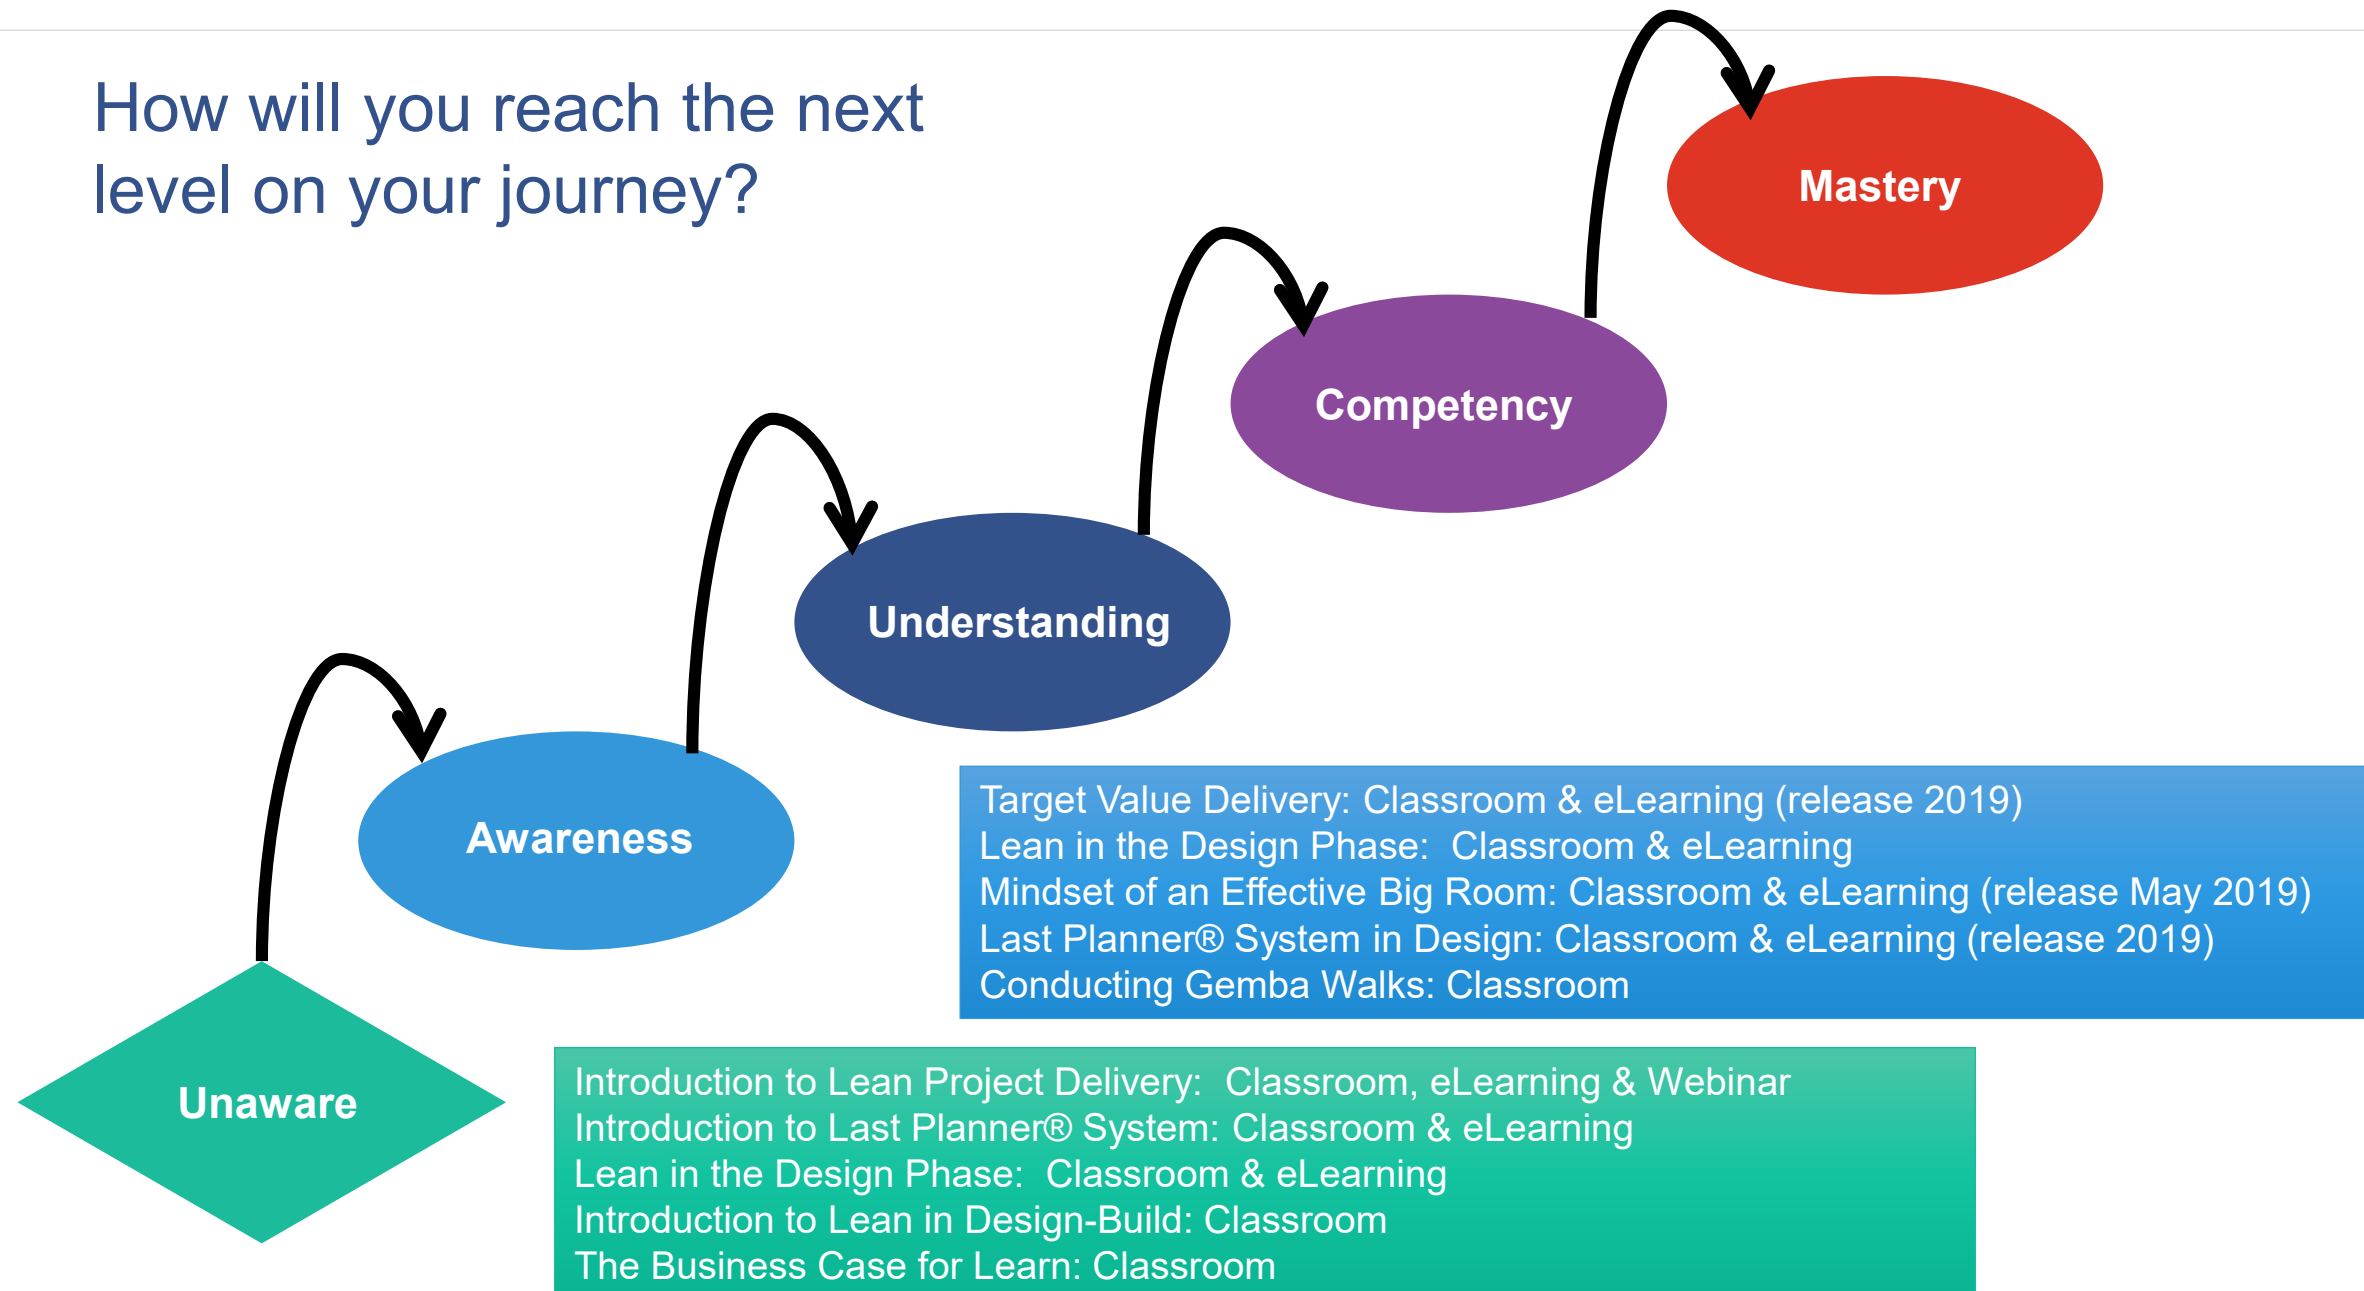 How will you reach the next
level on your journey?
Mastery
Competency
Understanding
Awareness
Target Value Delivery: Classroom & eLearning (release 2019)
Lean in the Design Phase:  Classroom & eLearning
Mindset of an Effective Big Room: Classroom & eLearning (release May 2019)
Last Planner® System in Design: Classroom & eLearning (release 2019)
Conducting Gemba Walks: Classroom
Unaware
Introduction to Lean Project Delivery:  Classroom, eLearning & Webinar
Introduction to Last Planner® System: Classroom & eLearning
Lean in the Design Phase:  Classroom & eLearning
Introduction to Lean in Design-Build: Classroom
The Business Case for Learn: Classroom